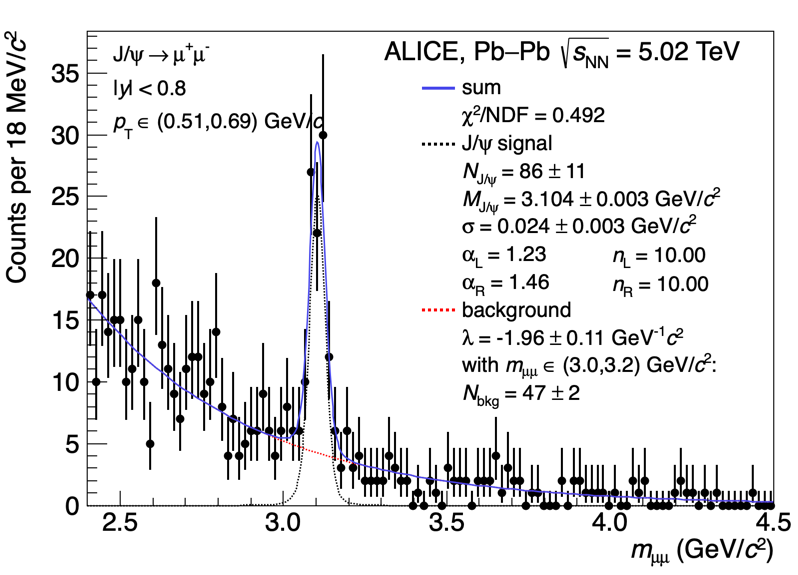 Counts per 18 MeV/c²
J/ψ → μ⁺μ⁻
|y| < 0.8
p_T ∈ (0.51,0.69) GeV/c
ALICE, Pb–Pb √s_NN = 5.02 TeV
sum
χ²/NDF = 0.492
J/ψ signal
N_J/ψ = 86 ± 11
M_J/ψ = 3.104 ± 0.003 GeV/c²
σ = 0.024 ± 0.003 GeV/c²
α_L = 1.23 n_L = 10.00
α_R = 1.46 n_R = 10.00
background
λ = -1.96 ± 0.11 GeV⁻¹c²
with m_μμ ∈ (3.0,3.2) GeV/c²:
N_bkg = 47 ± 2
35
30
25
20
15
10
5
0
2.5 3.0 3.5 4.0 4.5
m_μμ (GeV/c²)